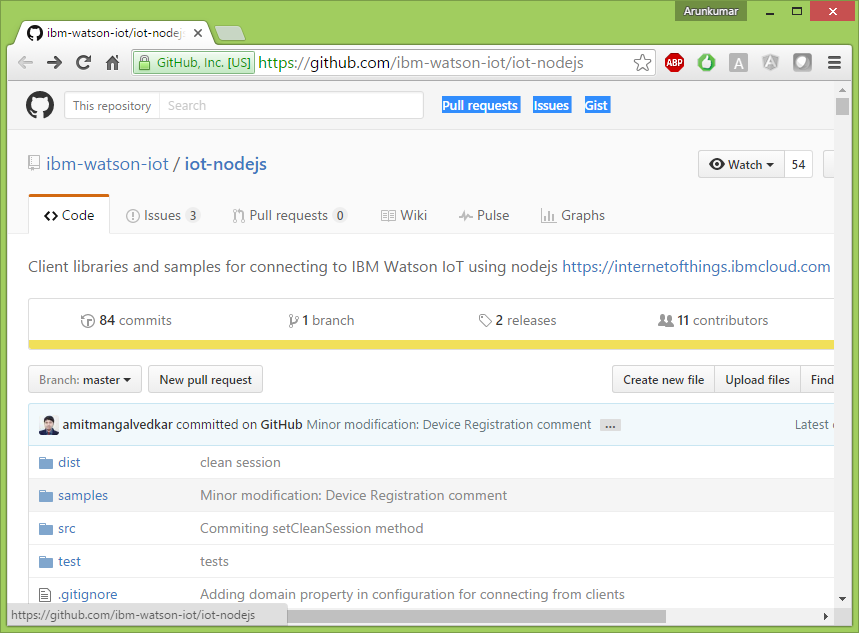 Arunkumar
ibm-watson-iot/iot-nodej
GitHub, Inc. [US] https://github.com/ibm-watson-iot/iot-nodejs
ABP
A
A
This repository Search Pull requests Issues Gist
ibm-watson-iot / iot-nodejs
Watch 54
Code Issues 3 Pull requests 0 Wiki Pulse Graphs
Client libraries and samples for connecting to IBM Watson IoT using nodejs https://internetofthings.ibmcloud.com
84 commits 1 branch 2 releases 11 contributors
Branch: master New pull request Create new file Upload files Find
amitmangalvedkar committed on GitHub Minor modification: Device Registration comment ... Latest
dist clean session
samples Minor modification: Device Registration comment
src Commiting setCleanSession method
test tests
.gitignore Adding domain property in configuration for connecting from clients
https://github.com/ibm-watson-iot/iot-nodejs